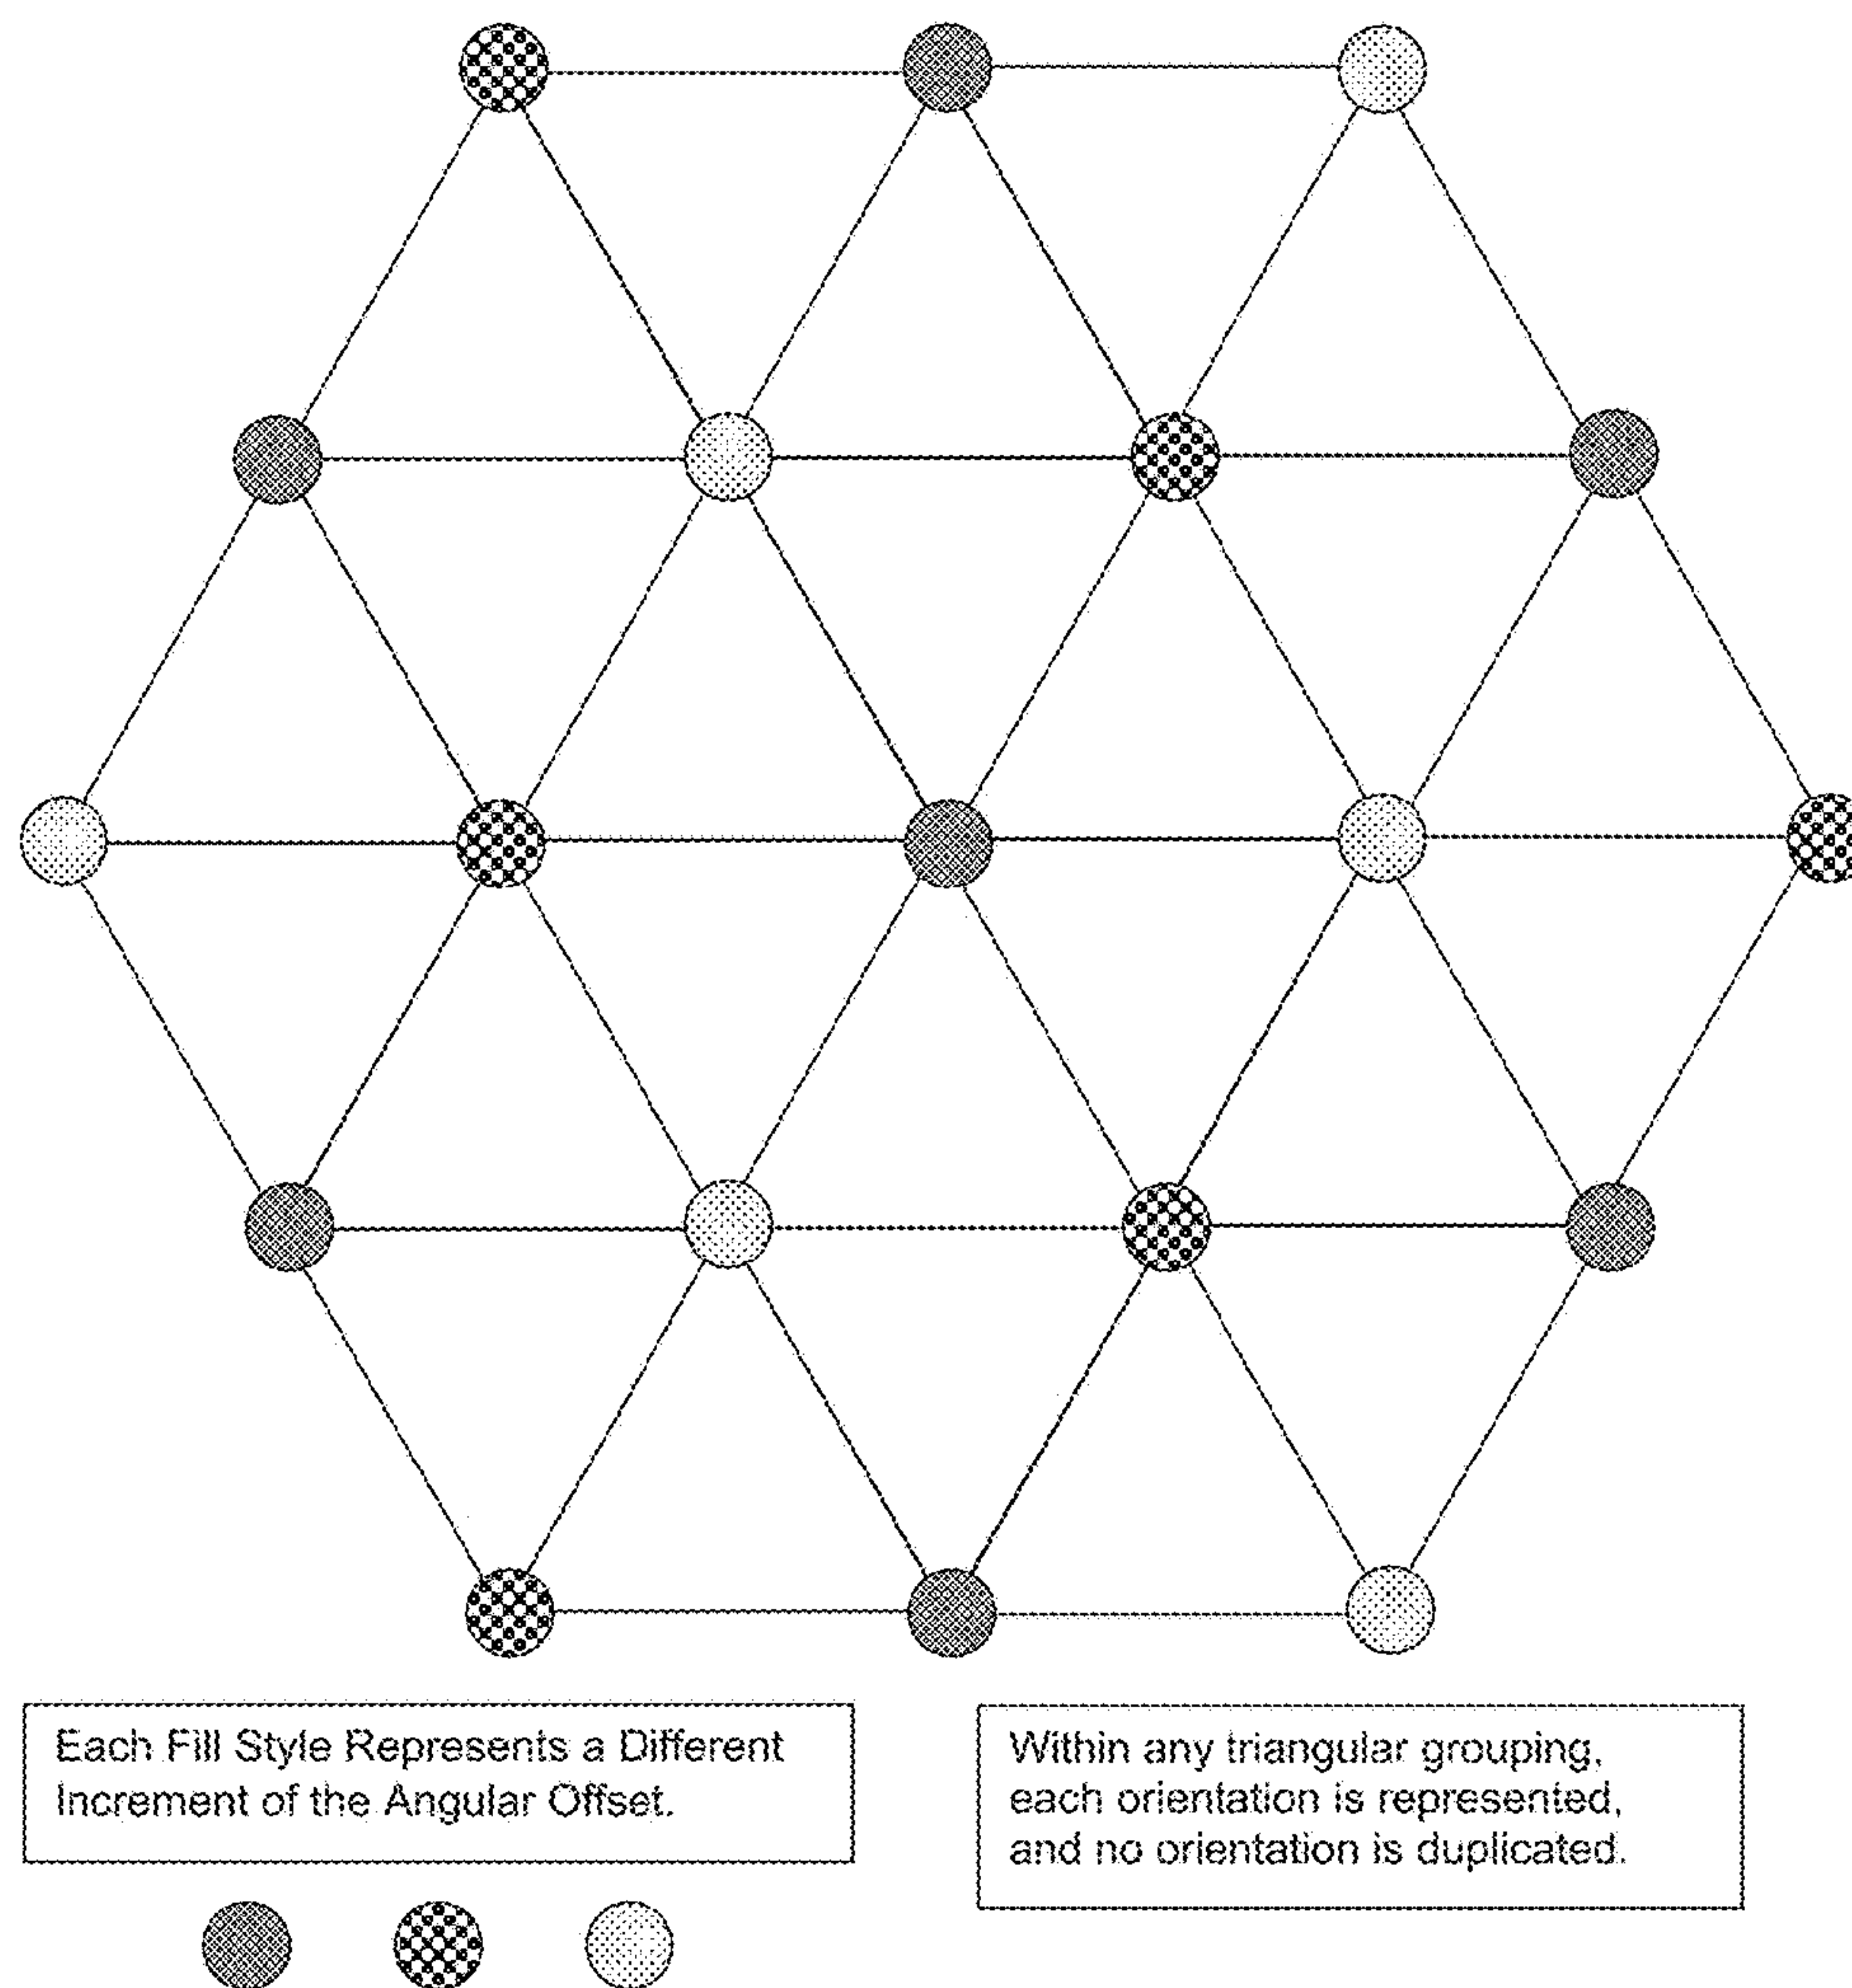 Each Fill Style Represents a Different
Increment of the Angular Offset.
Within any triangular grouping,
each orientation is represented,
and no orientation is duplicated.